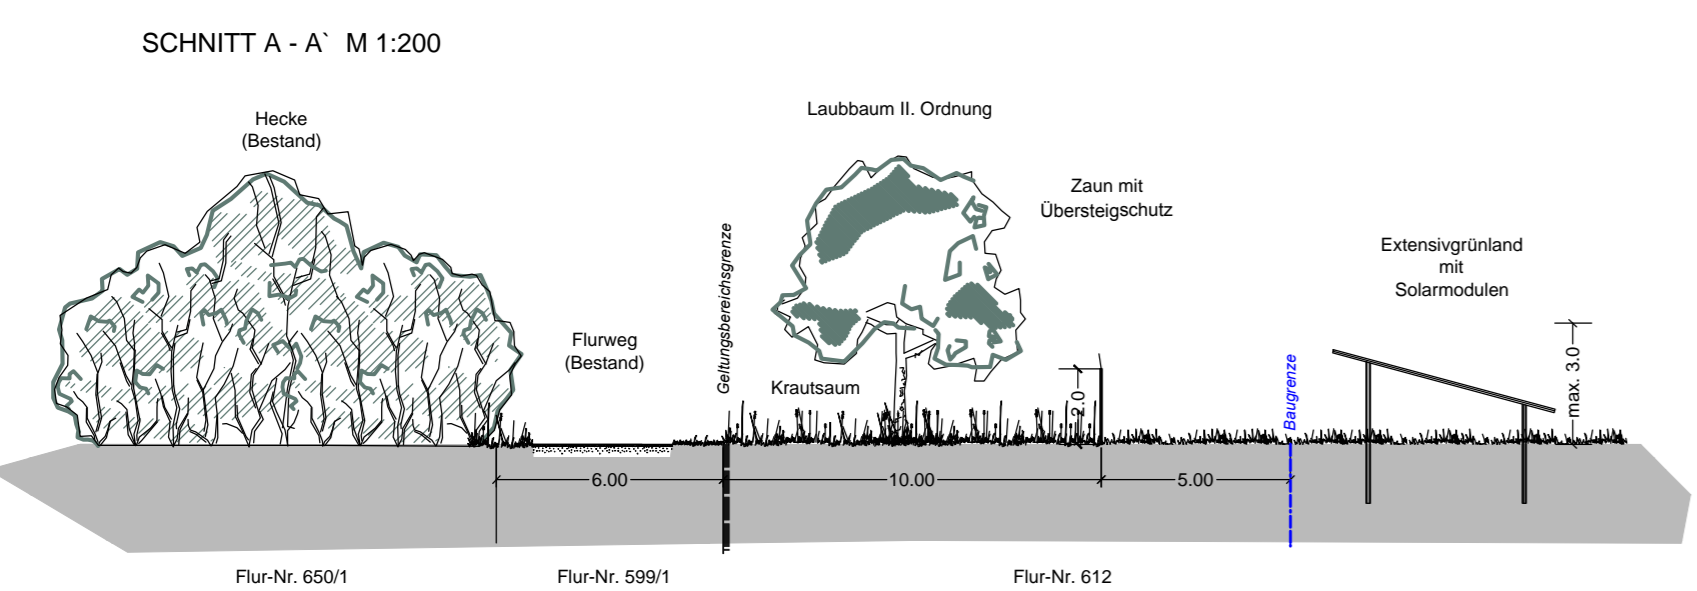 SCHNITT A - A` M 1:200
Hecke
(Bestand)
Flurweg
(Bestand)
Geltungsbereichsgrenze
Laubbaum II. Ordnung
Krautsaum
Zaun mit
Übersteigschutz
2.0
Baugrenze
Extensivgrünland
mit
Solarmodulen
max. 3.0
6.00
10.00
5.00
Flur-Nr. 650/1
Flur-Nr. 599/1
Flur-Nr. 612